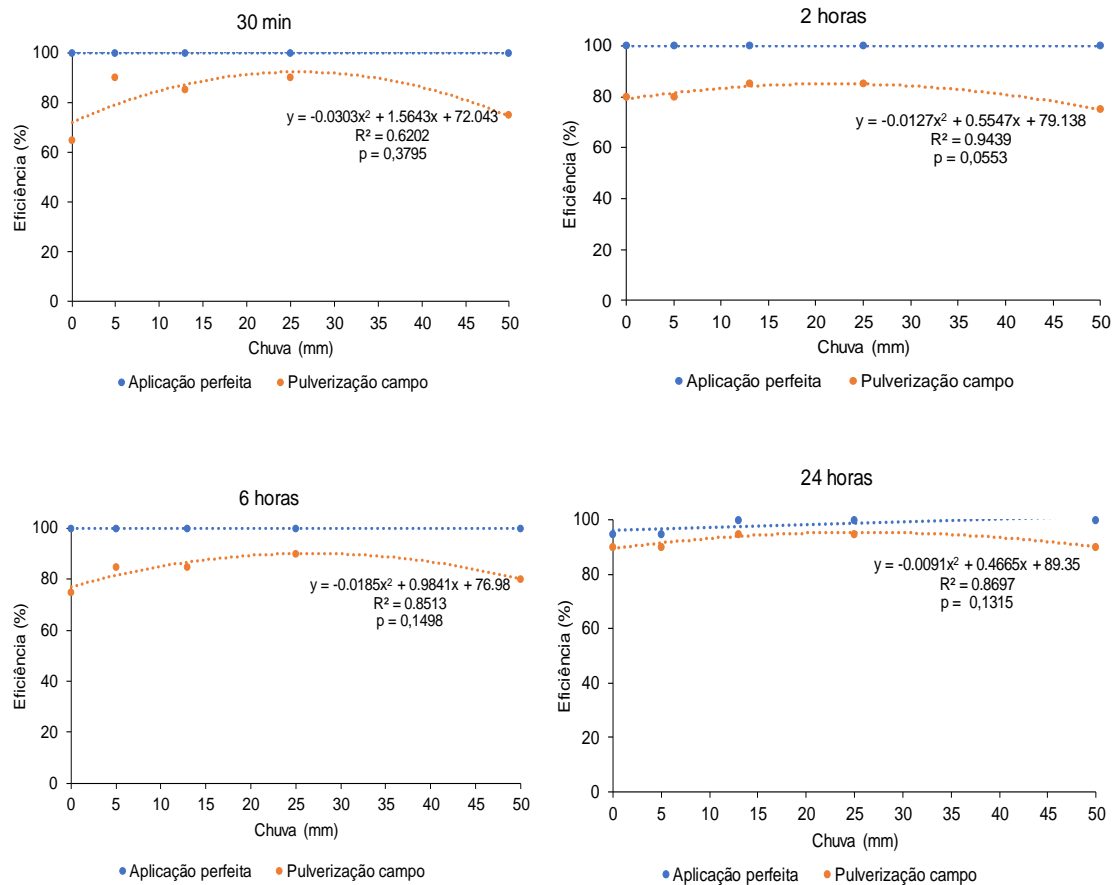 30 min
100
80
60
40
20
0
Eficiência (%)
y = -0.0303x² + 1.5643x + 72.043
R² = 0.6202
p = 0,3795
0 5 10 15 20 25 30 35 40 45 50
Chuva (mm)
Aplicação perfeita Pulverização campo
2 horas
100
80
60
40
20
0
Eficiência (%)
y = -0.0127x² + 0.5547x + 79.138
R² = 0.9439
p = 0,0553
0 5 10 15 20 25 30 35 40 45 50
Chuva (mm)
Aplicação perfeita Pulverização campo
6 horas
100
80
60
40
20
0
Eficiência (%)
y = -0.0185x² + 0.9841x + 76.98
R² = 0.8513
p = 0,1498
0 5 10 15 20 25 30 35 40 45 50
Chuva (mm)
Aplicação perfeita Pulverização campo
24 horas
100
80
60
40
20
0
Eficiência (%)
y = -0.0091x² + 0.4665x + 89.35
R² = 0.8697
p = 0,1315
0 5 10 15 20 25 30 35 40 45 50
Chuva (mm)
Aplicação perfeita Pulverização campo